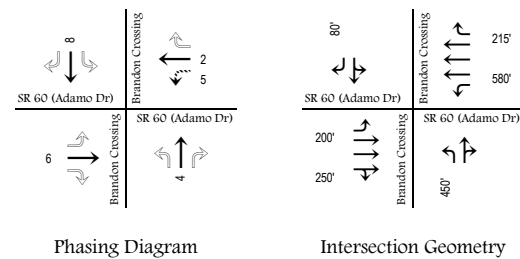 8
Brandon Crossing
2
5
SR 60 (Adamo Dr)
SR 60 (Adamo Dr)
6
Brandon Crossing
4
Phasing Diagram
80'
Brandon Crossing
215'
580'
SR 60 (Adamo Dr)
SR 60 (Adamo Dr)
200'
250'
Brandon Crossing
450'
Intersection Geometry